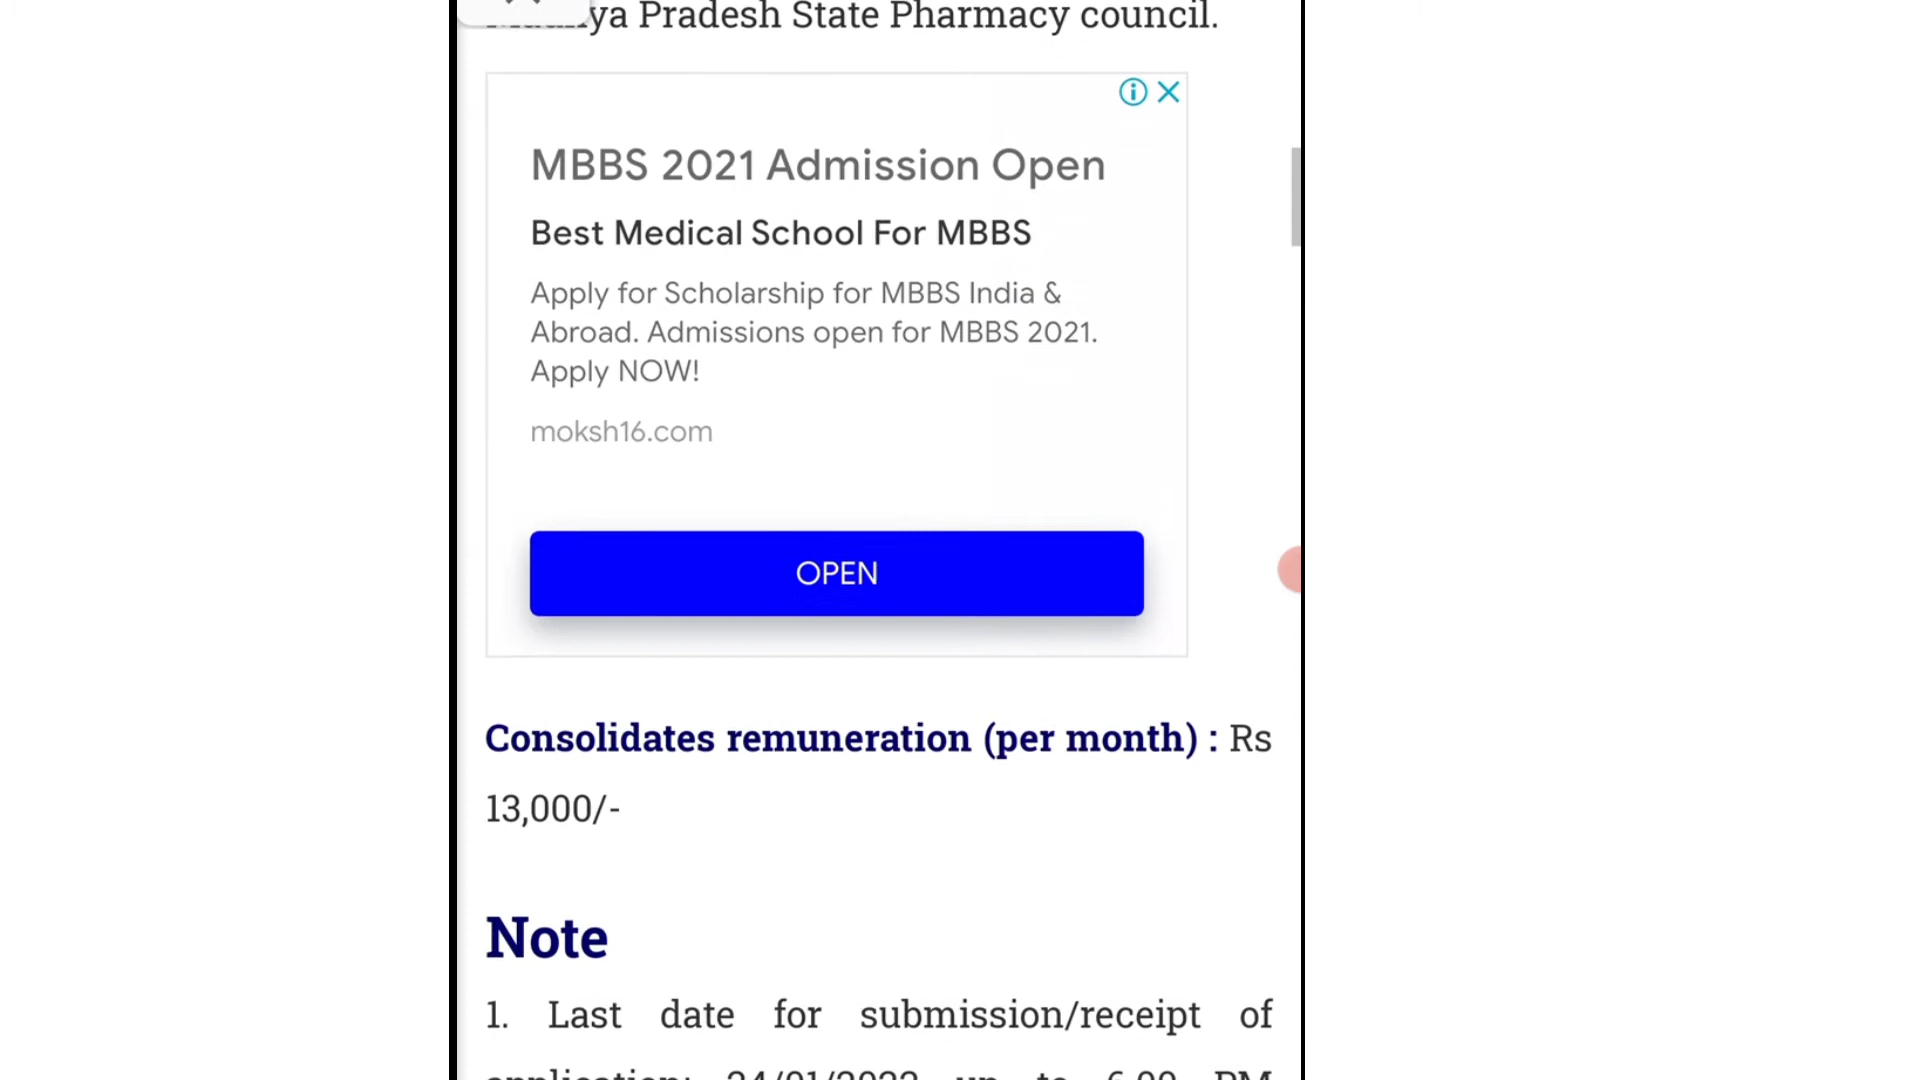 Pradesh State Pharmacy council.
MBBS 2021 Admission Open
Best Medical School For MBBS
Apply for Scholarship for MBBS India &
Abroad. Admissions open for MBBS 2021.
Apply NOW!
moksh16.com
OPEN
Consolidates remuneration (per month) : Rs
13,000/-
Note
1. Last date for submission/receipt of